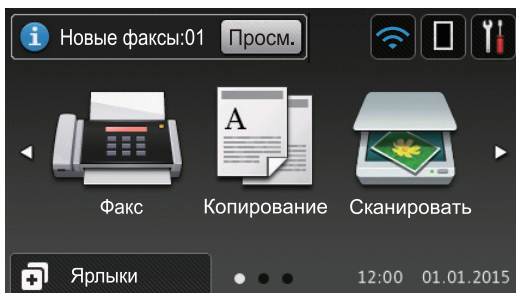 Новые факсы:01 Просм.
A
Факс Копирование Сканировать
Ярлыки 12:00 01.01.2015